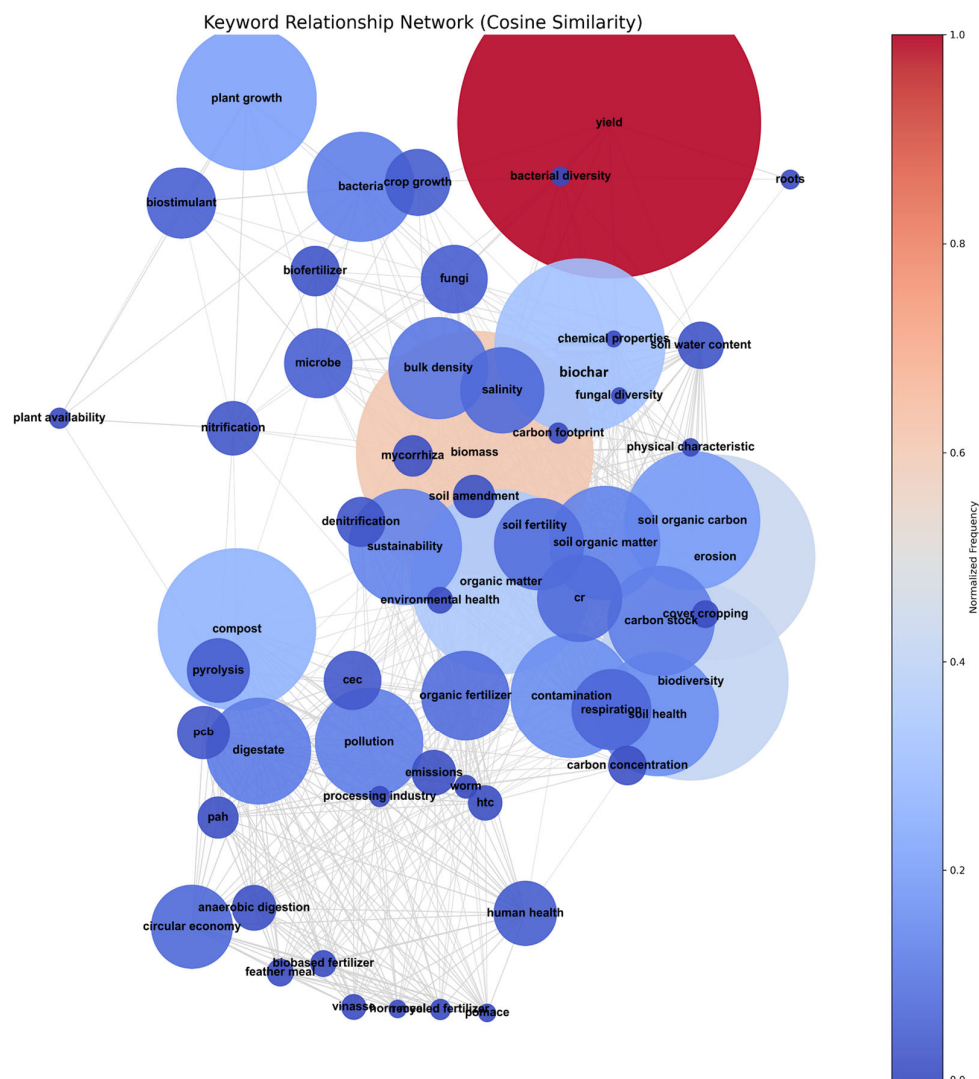 Keyword Relationship Network (Cosine Similarity)
1.0
plant growth
yield
bacterial diversity
roots
bacteria
crop growth
biostimulant
0.8
biofertilizer
fungi
chemical properties
soil water content
microbe
bulk density
biochar
salinity
fungal diversity
plant availability
nitrification
carbon footprint
physical characteristic
mycorrhiza
biomass
0.6
soil amendment
denitrification
soil fertility
soil organic carbon
sustainability
soil organic matter
erosion
Normalized Frequency
organic matter
environmental health
cr
cover cropping
carbon stock
compost
0.4
pyrolysis
cec
biodiversity
organic fertilizer
contamination
respiration
soil health
pcb
digestate
pollution
carbon concentration
emissions
worm
processing industry
htc
pah
0.2
anaerobic digestion
human health
circular economy
biobased fertilizer
feather meal
vinasse
pomace
0.0